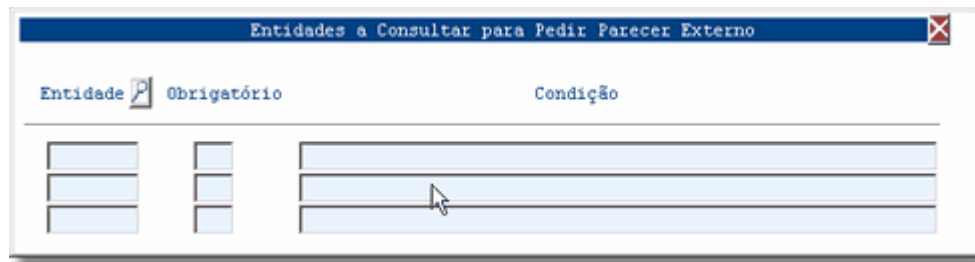 Entidades a Consultar para Pedir Parecer Externo
Entidade Obrigatório Condição